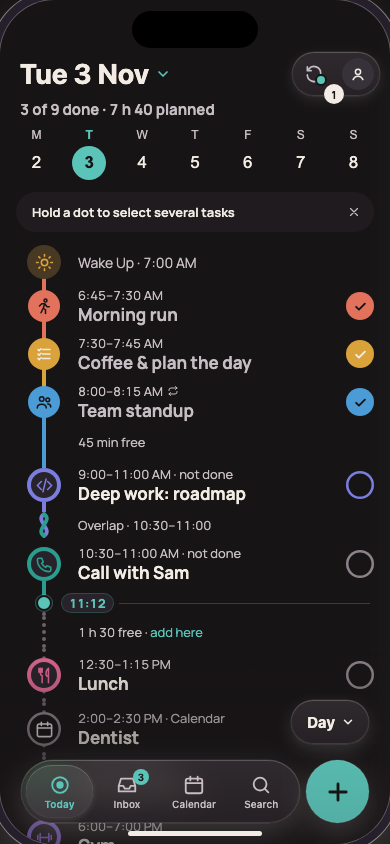 Tue 3 Nov
1
3 of 9 done · 7 h 40 planned
M T W T F S S
2 3 4 5 6 7 8
Hold a dot to select several tasks
Wake Up · 7:00 AM
6:45–7:30 AM
Morning run
7:30–7:45 AM
Coffee & plan the day
8:00–8:15 AM
Team standup
45 min free
9:00–11:00 AM · not done
Deep work: roadmap
Overlap · 10:30–11:00
10:30–11:00 AM · not done
Call with Sam
11:12
1 h 30 free · add here
12:30–1:15 PM
Lunch
2:00–2:30 PM · Calendar
Dentist
Day
3
Today Inbox Calendar Search
6:00–7:00 PM
Gym